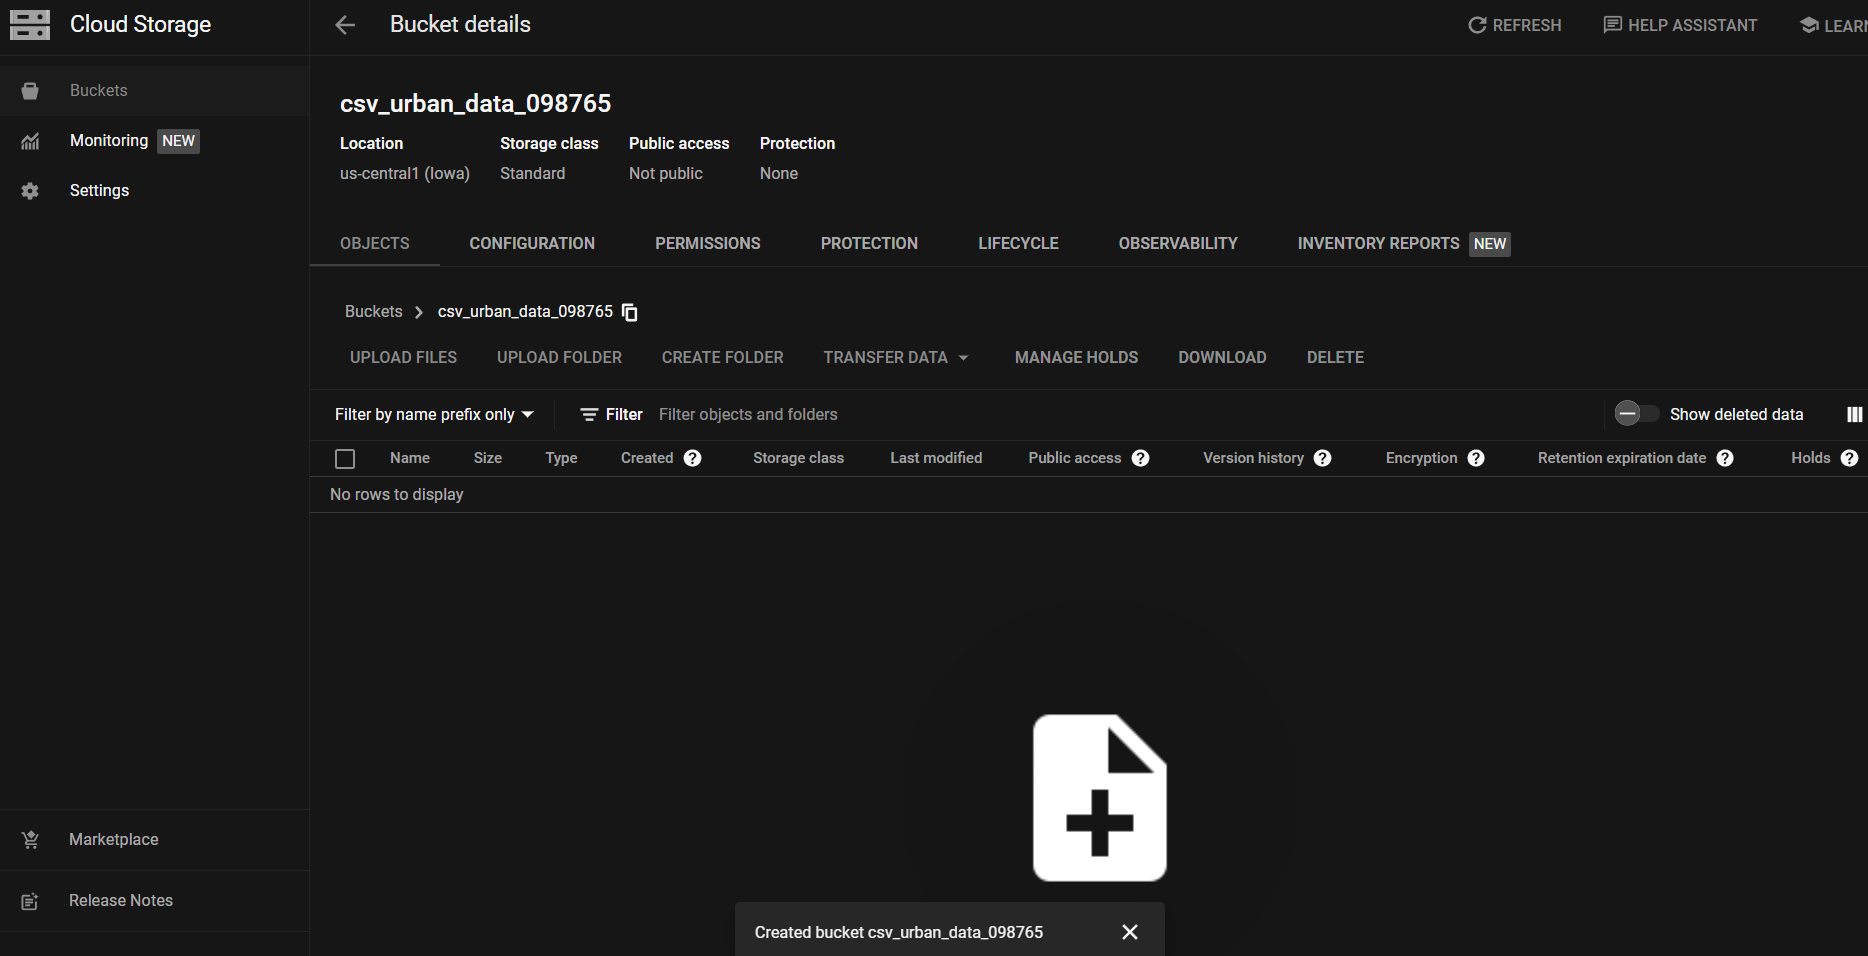 Cloud Storage
Bucket details
REFRESH
HELP ASSISTANT
LEARN
Buckets
Monitoring NEW
Settings
csv_urban_data_098765
Location Storage class Public access Protection
us-central1 (Iowa) Standard Not public None
OBJECTS CONFIGURATION PERMISSIONS PROTECTION LIFECYCLE OBSERVABILITY INVENTORY REPORTS NEW
Buckets csv_urban_data_098765
UPLOAD FILES UPLOAD FOLDER CREATE FOLDER TRANSFER DATA MANAGE HOLDS DOWNLOAD DELETE
Filter by name prefix only Filter Filter objects and folders Show deleted data
Name Size Type Created ? Storage class Last modified Public access ? Version history ? Encryption ? Retention expiration date ? Holds ?
No rows to display
Marketplace
Release Notes
Created bucket csv_urban_data_098765